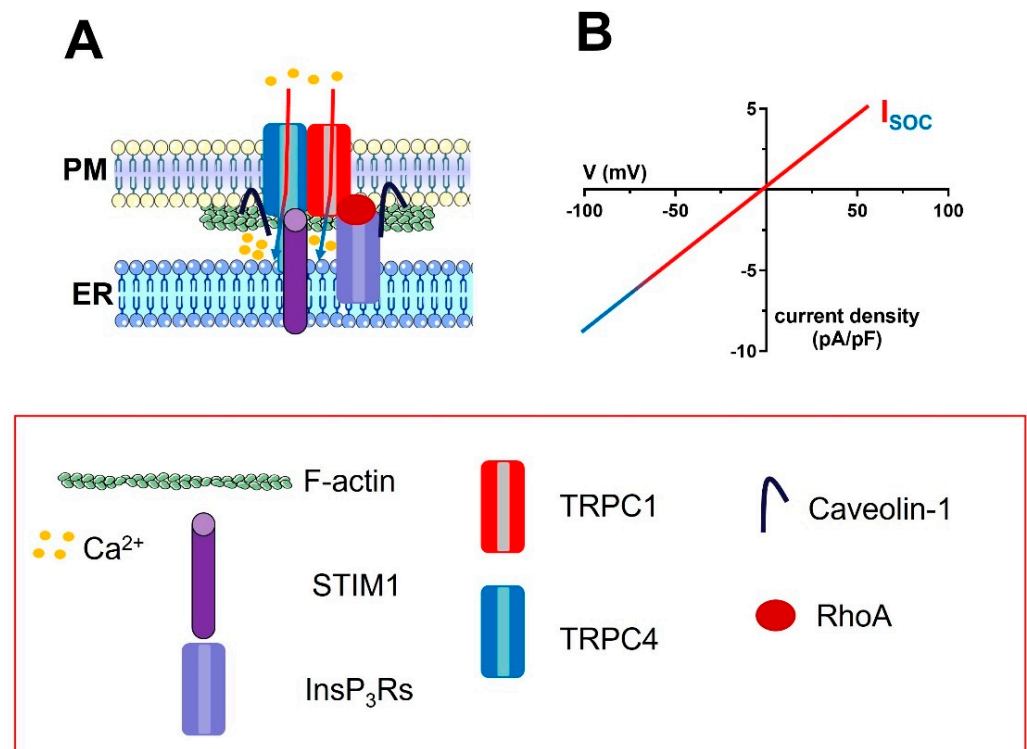 A
B
PM
ER
5
I_SOC
V (mV)
-100
-50
50
100
-5
current density
(pA/pF)
-10
F-actin
Ca²⁺
STIM1
InsP₃Rs
TRPC1
TRPC4
Caveolin-1
RhoA